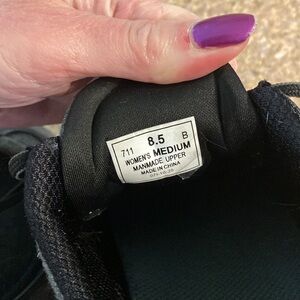 711 8.5 B
WOMEN'S MEDIUM
MANMADE UPPER
MADE IN CHINA